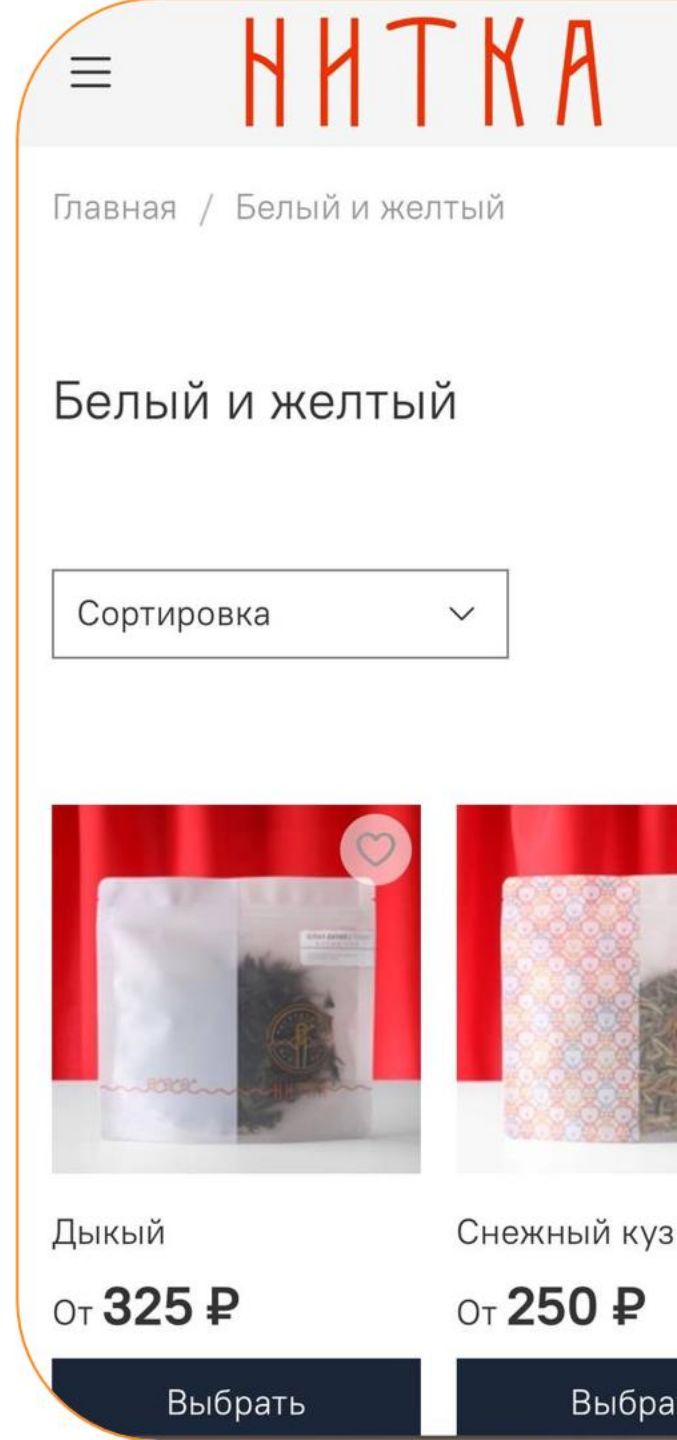 НИТКА
Главная / Белый и желтый
Белый и желтый
Сортировка
Дыкый
Снежный куз
От 325 ₽
От 250 ₽
Выбрать
Выбра